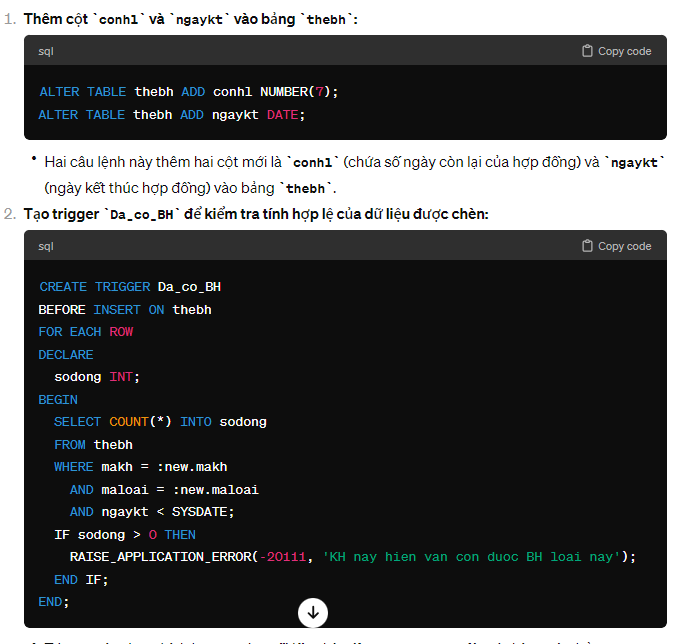 1. Thêm cột `conhl` và `ngaykt` vào bảng `thebh`:
sql Copy code
ALTER TABLE thebh ADD conhl NUMBER(7);
ALTER TABLE thebh ADD ngaykt DATE;
• Hai câu lệnh này thêm hai cột mới là `conhl` (chứa số ngày còn lại của hợp đồng) và `ngaykt`
(ngày kết thúc hợp đồng) vào bảng `thebh`.
2. Tạo trigger `Da_co_BH` để kiểm tra tính hợp lệ của dữ liệu được chèn:
sql Copy code
CREATE TRIGGER Da_co_BH
BEFORE INSERT ON thebh
FOR EACH ROW
DECLARE
sodong INT;
BEGIN
SELECT COUNT(*) INTO sodong
FROM thebh
WHERE makh = :new.makh
AND maloai = :new.maloai
AND ngaykt < SYSDATE;
IF sodong > 0 THEN
RAISE_APPLICATION_ERROR(-20111, 'KH nay hien van con duoc BH loai nay');
END IF;
END;